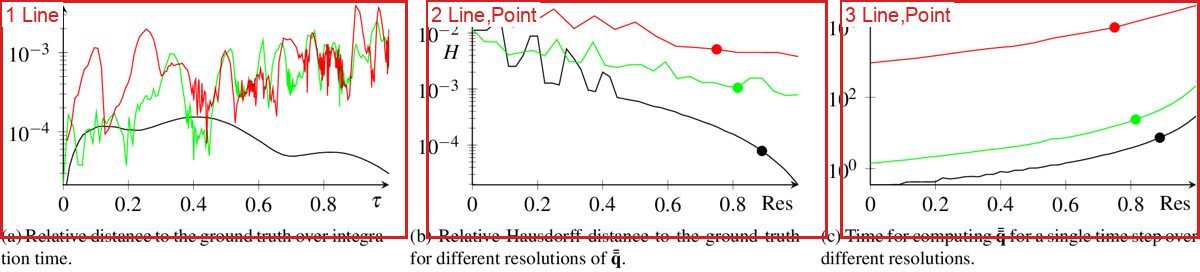 1 Line
10⁻³
10⁻⁴
0 0.2 0.4 0.6 0.8 τ
(a) Relative distance to the ground truth over integra-
tion time.
2 Line,Point
10⁻²
H
10⁻³
10⁻⁴
0 0.2 0.4 0.6 0.8 Res
(b) Relative Hausdorff distance to the ground truth
for different resolutions of q̿.
3 Line,Point
10²
10⁰
0 0.2 0.4 0.6 0.8 Res
(c) Time for computing q̿ for a single time step over
different resolutions.